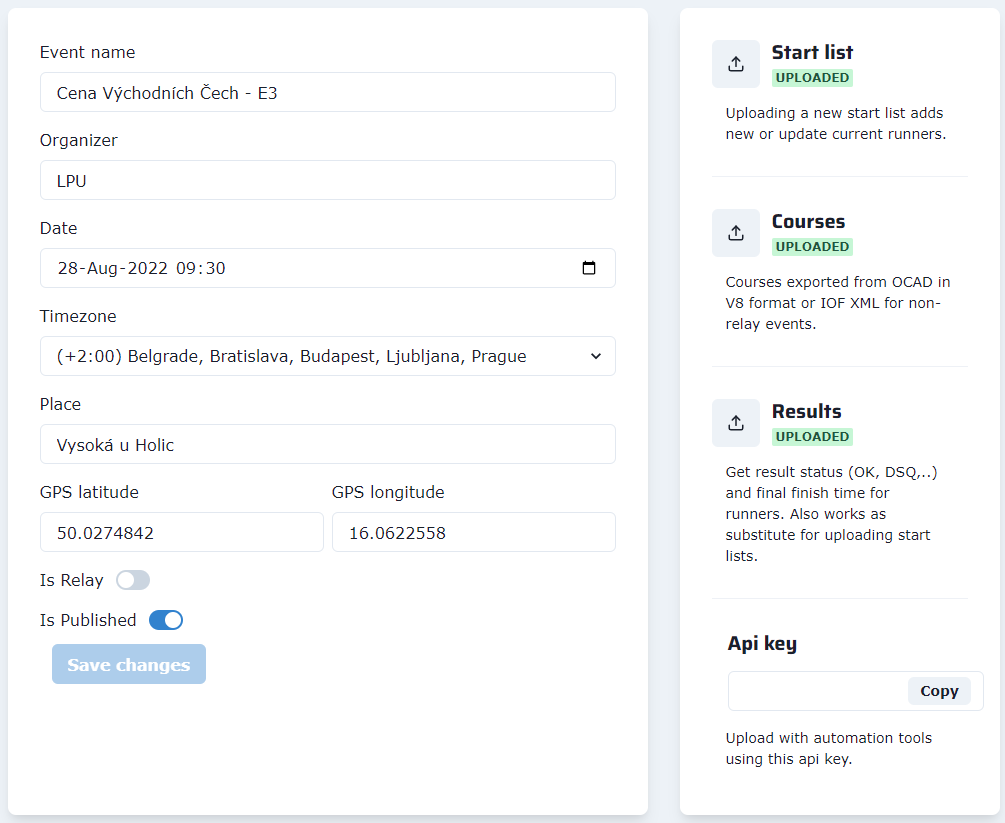 Event name
Cena Východních Čech - E3
Organizer
LPU
Date
28-Aug-2022 09:30
Timezone
(+2:00) Belgrade, Bratislava, Budapest, Ljubljana, Prague
Place
Vysoká u Holic
GPS latitude
GPS longitude
50.0274842
16.0622558
Is Relay
Is Published
Save changes
Start list
UPLOADED
Uploading a new start list adds
new or update current runners.
Courses
UPLOADED
Courses exported from OCAD in
V8 format or IOF XML for non-
relay events.
Results
UPLOADED
Get result status (OK, DSQ,..)
and final finish time for
runners. Also works as
substitute for uploading start
lists.
Api key
Copy
Upload with automation tools
using this api key.